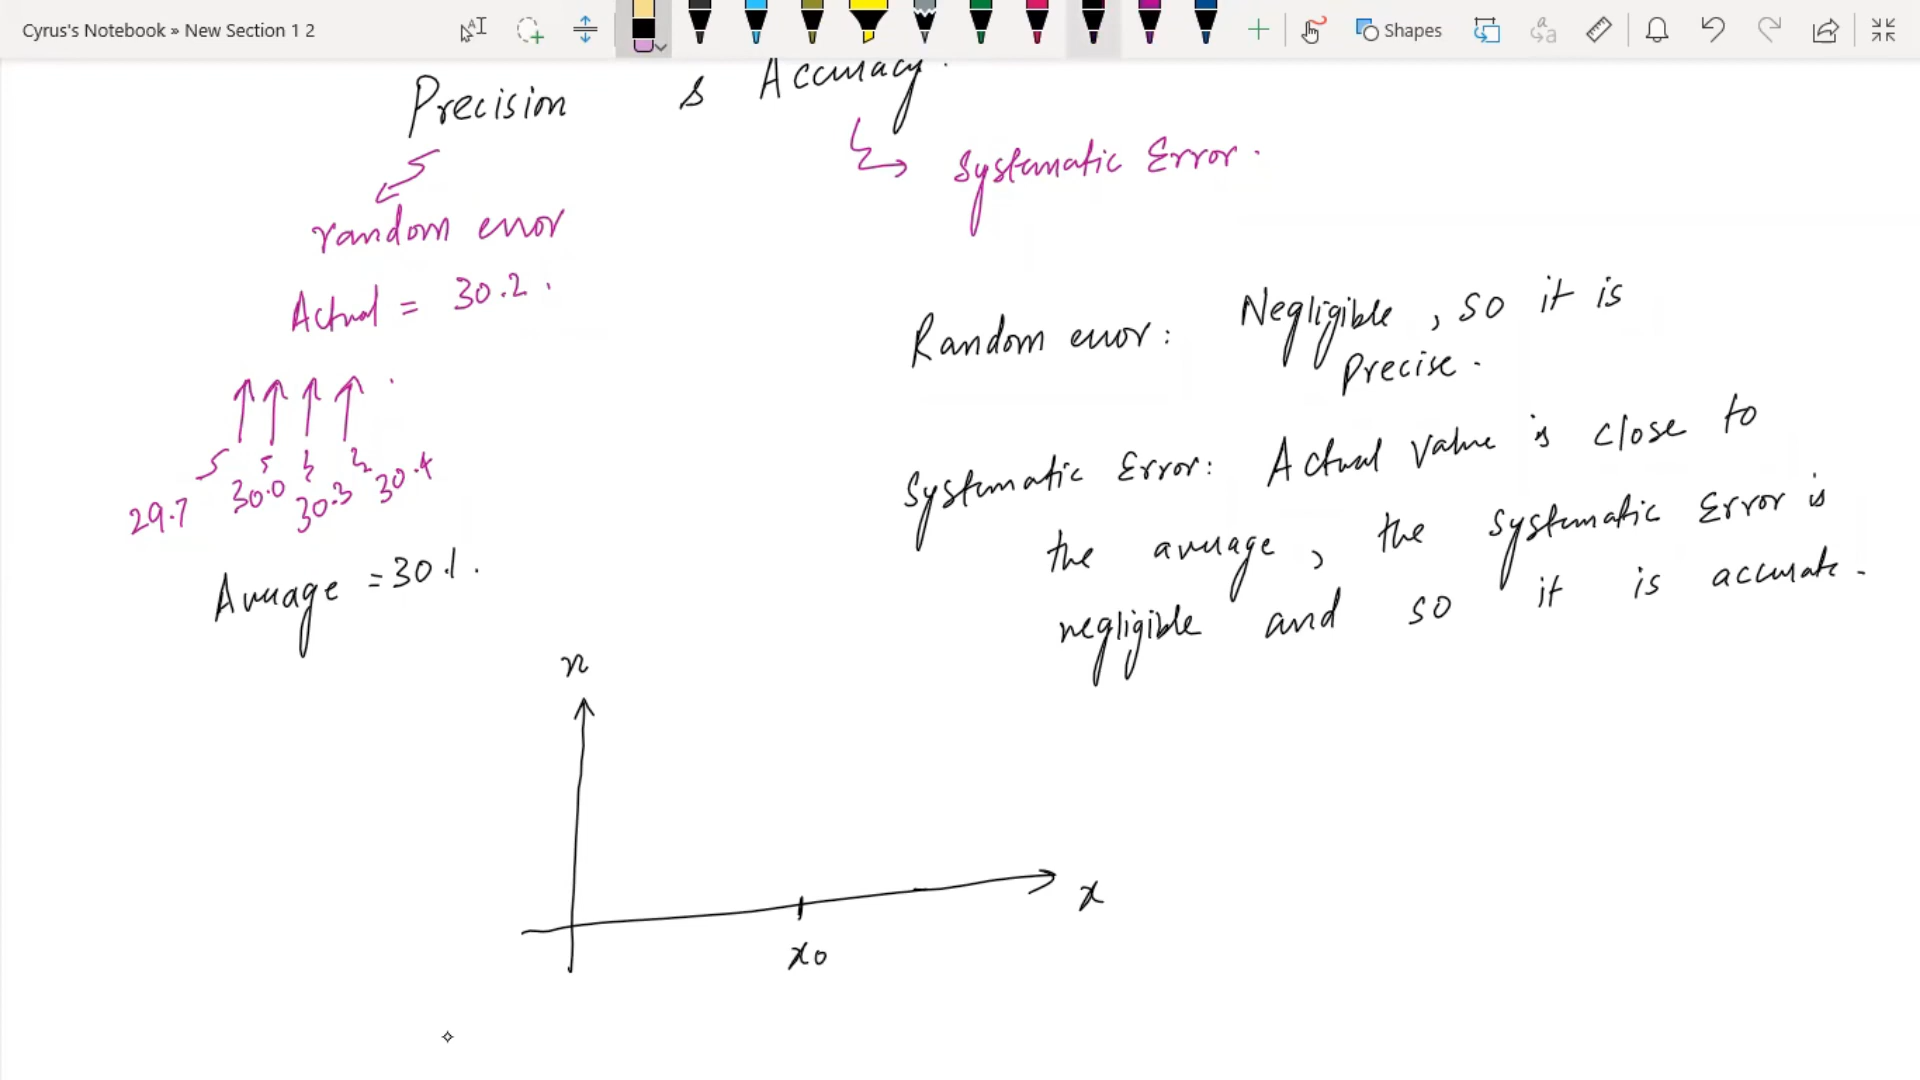 Cyrus's Notebook » New Section 1 2
Shapes
Precision & Accuracy.
Systematic Error.
random error
Actual = 30.2.
Random error: Negligible, so it is
precise.
29.7 30.0 30.3 30.4
Systematic Error: Actual Value is close to
the average, the systematic Error is
negligible and so it is accurate.
Average = 30.1.
n
x
x0